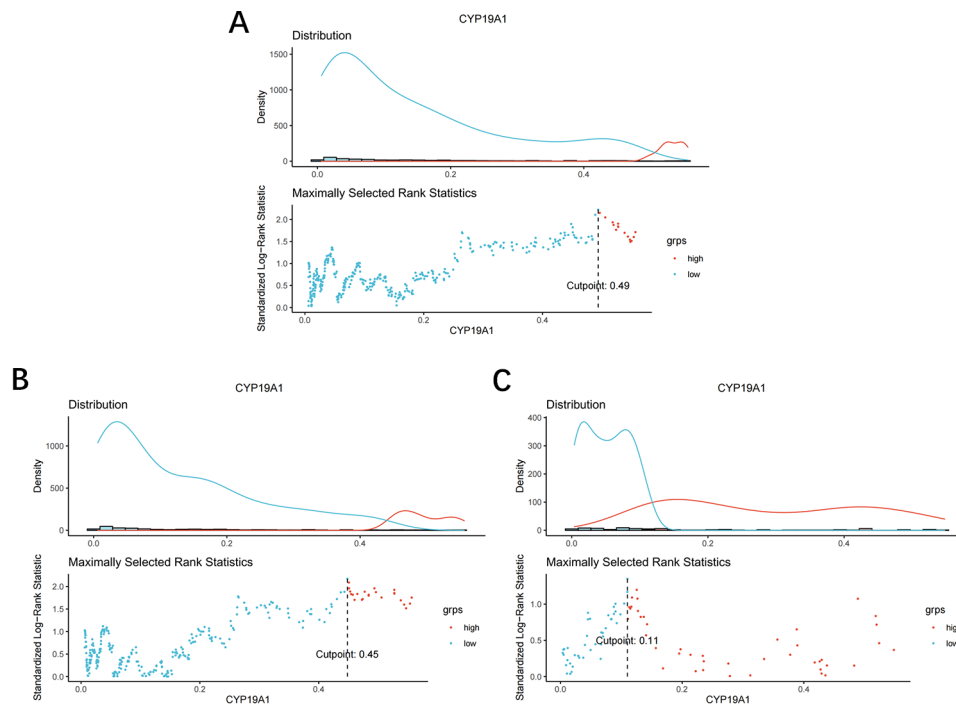 A
CYP19A1
Distribution
1500
1000
500
0
Density
0.0 0.2 0.4
Maximally Selected Rank Statistics
Standardized Log-Rank Statistic
2.0
1.5
1.0
0.5
0.0
Cutpoint: 0.49
grps
high
low
0.0 0.2 0.4
CYP19A1
B
CYP19A1
Distribution
1000
500
0
Density
0.0 0.2 0.4
Maximally Selected Rank Statistics
Standardized Log-Rank Statistic
2.0
1.5
1.0
0.5
0.0
Cutpoint: 0.45
grps
high
low
0.0 0.2 0.4
CYP19A1
C
CYP19A1
Distribution
400
300
200
100
0
Density
0.0 0.2 0.4
Maximally Selected Rank Statistics
Standardized Log-Rank Statistic
1.0
0.5
0.0
Cutpoint: 0.11
grps
high
low
0.0 0.2 0.4
CYP19A1